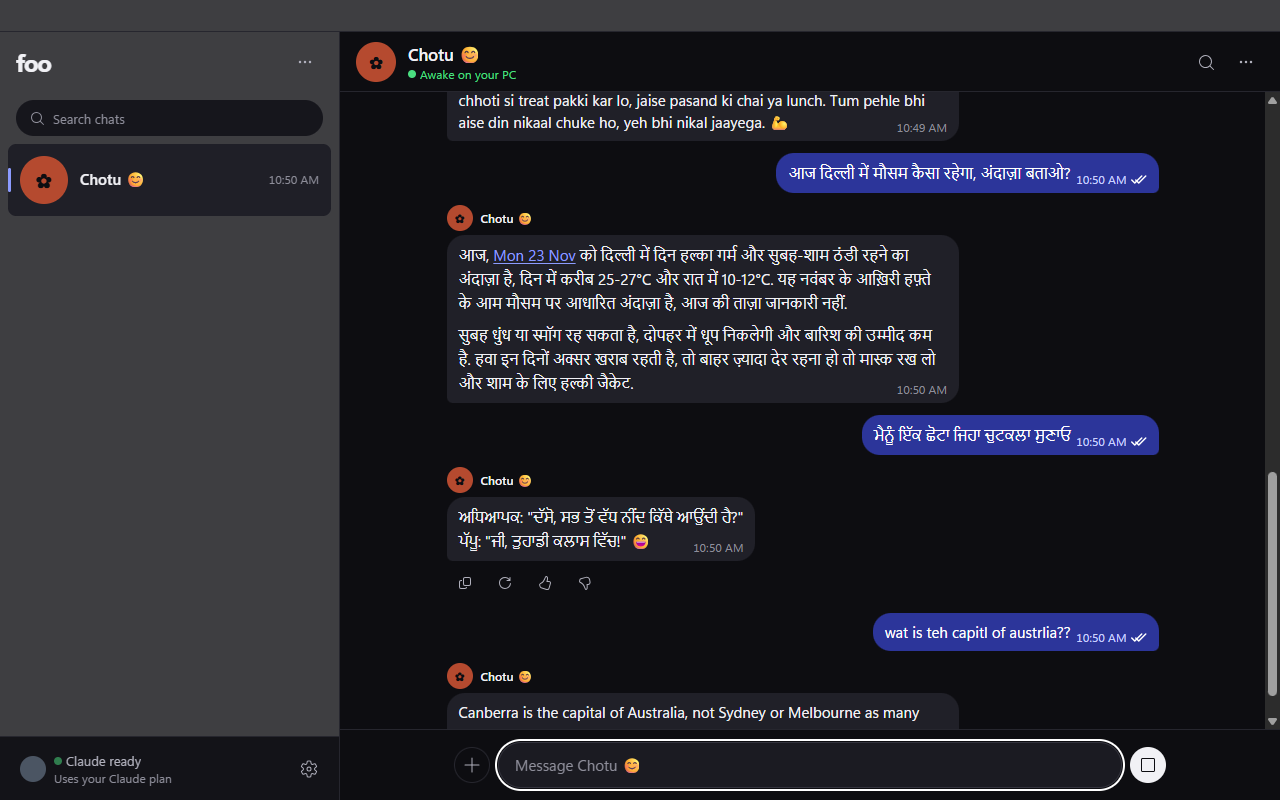 foo
Search chats
Chotu 😊
10:50 AM
Claude ready
Uses your Claude plan
Chotu 😊
Awake on your PC
chhoti si treat pakki kar lo, jaise pasand ki chai ya lunch. Tum pehle bhi
aise din nikaal chuke ho, yeh bhi nikal jaayega. 💪
10:49 AM
आज दिल्ली में मौसम कैसा रहेगा, अंदाज़ा बताओ?
10:50 AM
Chotu 😊
आज, Mon 23 Nov को दिल्ली में दिन हल्का गर्म और सुबह-शाम ठंडी रहने का
अंदाज़ा है, दिन में करीब 25-27°C और रात में 10-12°C. यह नवंबर के आख़िरी हफ़्ते
के आम मौसम पर आधारित अंदाज़ा है, आज की ताज़ा जानकारी नहीं.
सुबह धुंध या स्मॉग रह सकता है, दोपहर में धूप निकलेगी और बारिश की उम्मीद कम
है. हवा इन दिनों अक्सर खराब रहती है, तो बाहर ज़्यादा देर रहना हो तो मास्क रख लो
और शाम के लिए हल्की जैकेट.
10:50 AM
ਮੈਨੂੰ ਇੱਕ ਛੋਟਾ ਜਿਹਾ ਚੁਟਕਲਾ ਸੁਣਾਓ
10:50 AM
Chotu 😊
ਅਧਿਆਪਕ: "ਦੱਸੋ, ਸਭ ਤੋਂ ਵੱਧ ਨੀਂਦ ਕਿੱਥੇ ਆਉਂਦੀ ਹੈ?"
ਪੱਪੂ: "ਜੀ, ਤੁਹਾਡੀ ਕਲਾਸ ਵਿੱਚ!" 😄
10:50 AM
wat is teh capitl of austrlia??
10:50 AM
Chotu 😊
Canberra is the capital of Australia, not Sydney or Melbourne as many
Message Chotu 😊